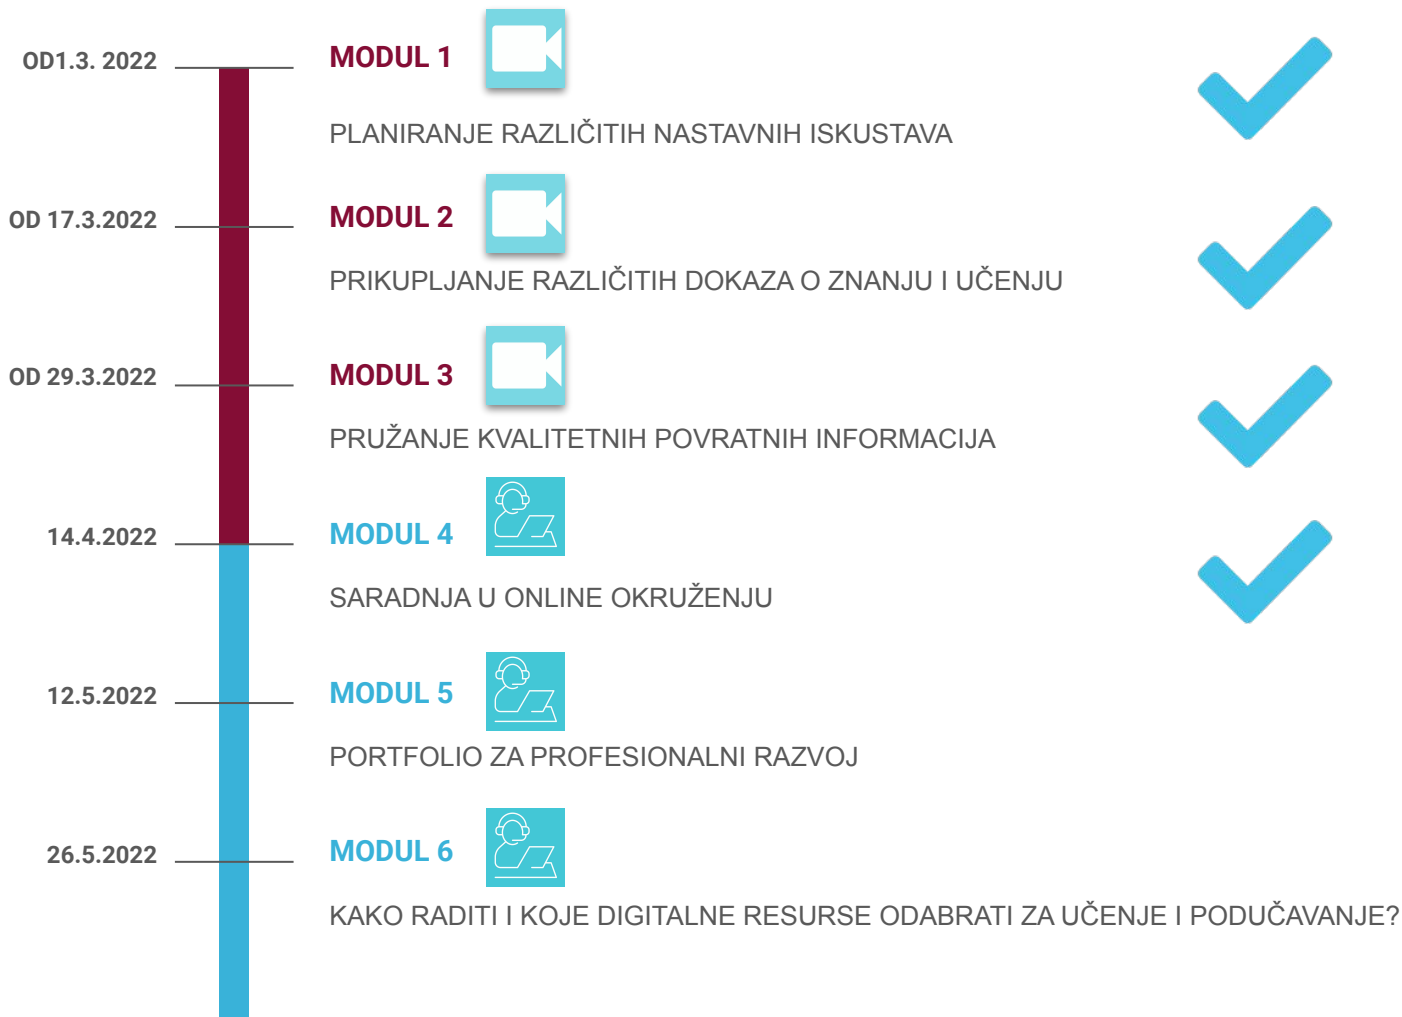 OD1.3. 2022
MODUL 1
PLANIRANJE RAZLIČITIH NASTAVNIH ISKUSTAVA
OD 17.3.2022
MODUL 2
PRIKUPLJANJE RAZLIČITIH DOKAZA O ZNANJU I UČENJU
OD 29.3.2022
MODUL 3
PRUŽANJE KVALITETNIH POVRATNIH INFORMACIJA
14.4.2022
MODUL 4
SARADNJA U ONLINE OKRUŽENJU
12.5.2022
MODUL 5
PORTFOLIO ZA PROFESIONALNI RAZVOJ
26.5.2022
MODUL 6
KAKO RADITI I KOJE DIGITALNE RESURSE ODABRATI ZA UČENJE I PODUČAVANJE?